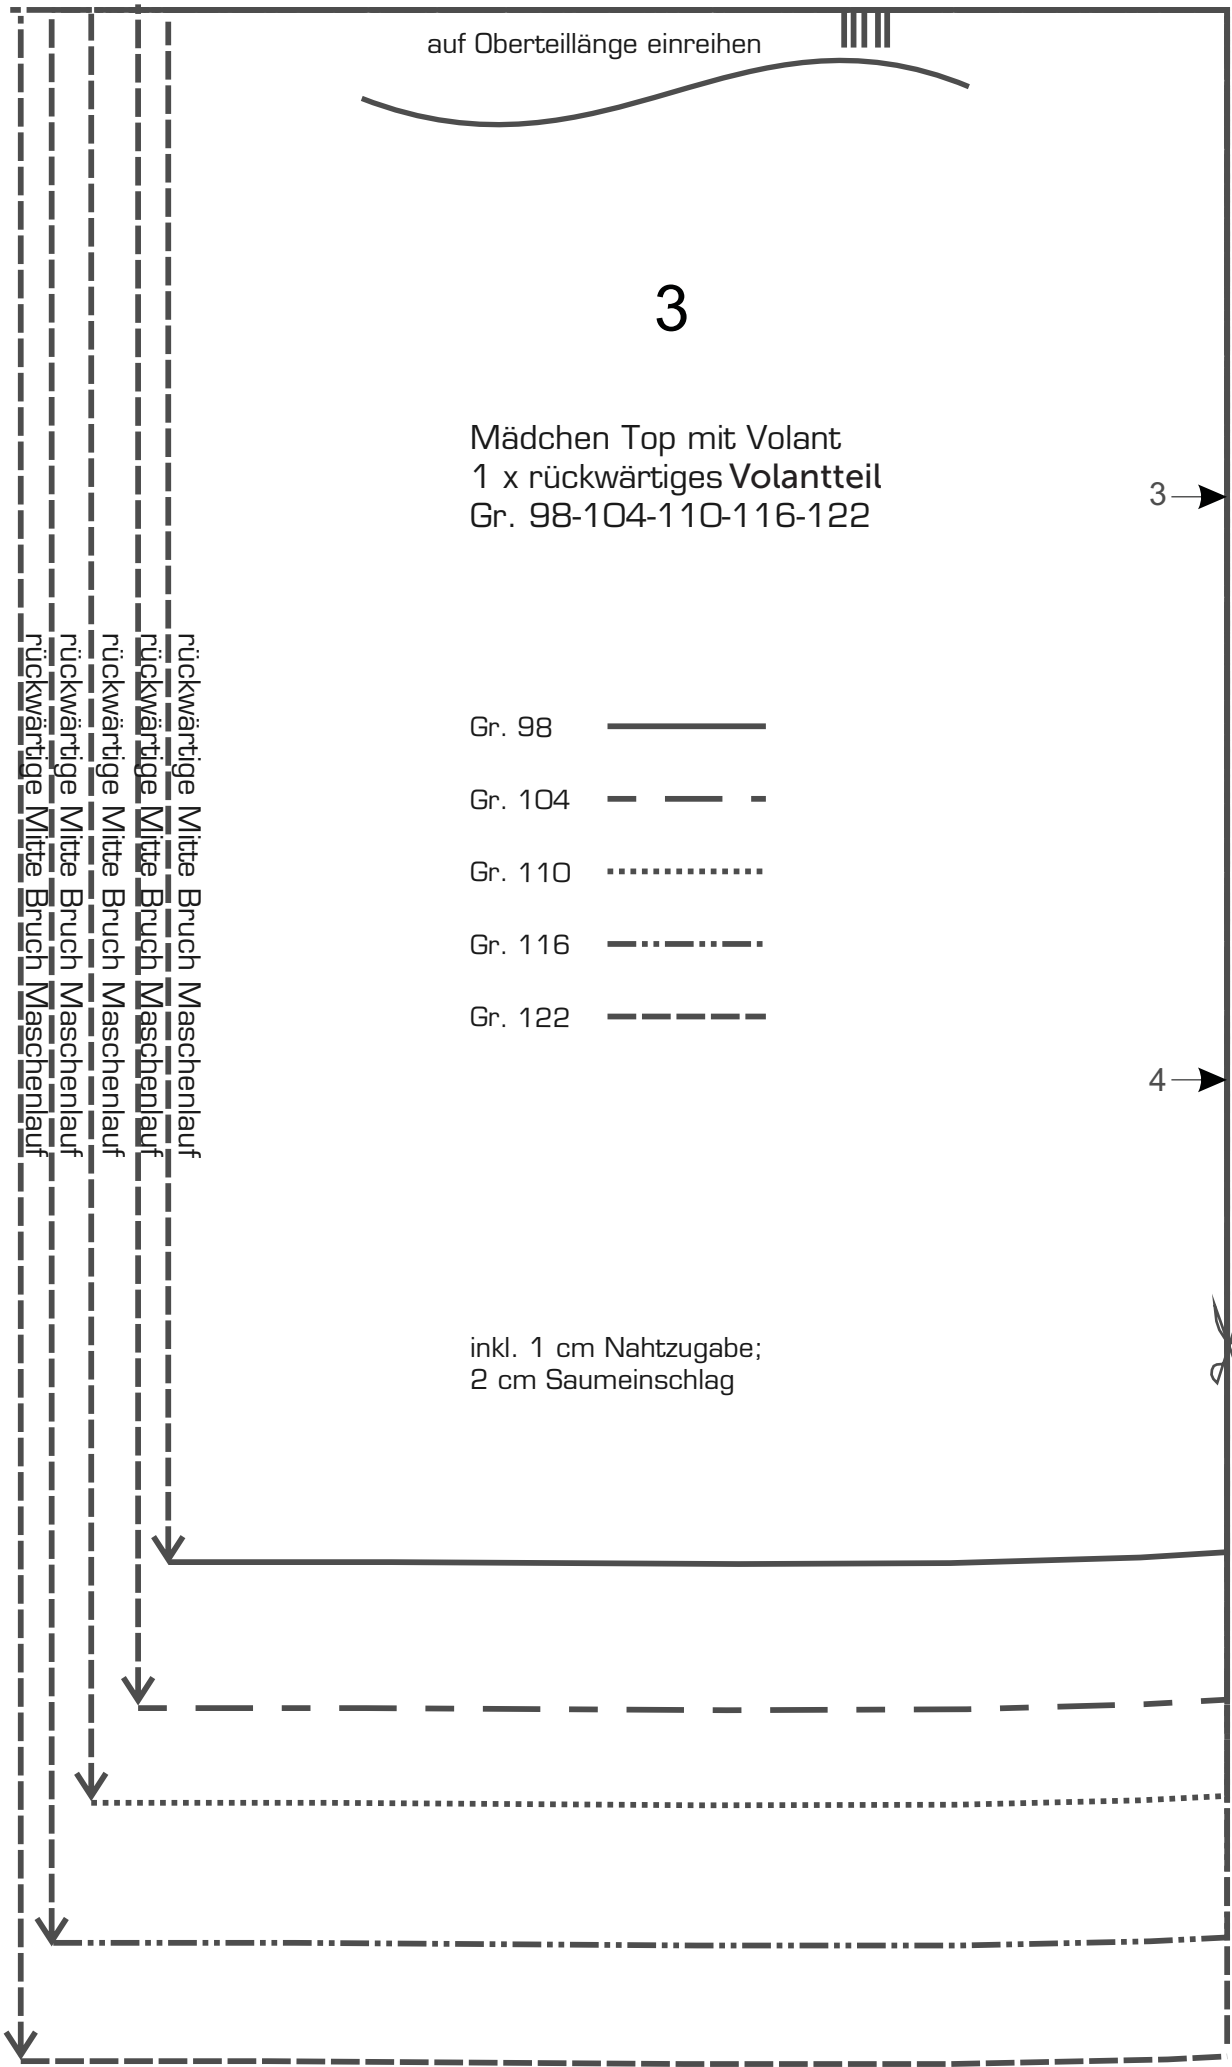 auf Oberteillänge einreihen
3
Mädchen Top mit Volant
1 x rückwärtiges Volantteil
Gr. 98-104-110-116-122
3
rückwärtige Mitte Bruch Maschenlauf
rückwärtige Mitte Bruch Maschenlauf
rückwärtige Mitte Bruch Maschenlauf
rückwärtige Mitte Bruch Maschenlauf
rückwärtige Mitte Bruch Maschenlauf
Gr. 98
Gr. 104
Gr. 110
Gr. 116
Gr. 122
4
inkl. 1 cm Nahtzugabe;
2 cm Saumeinschlag